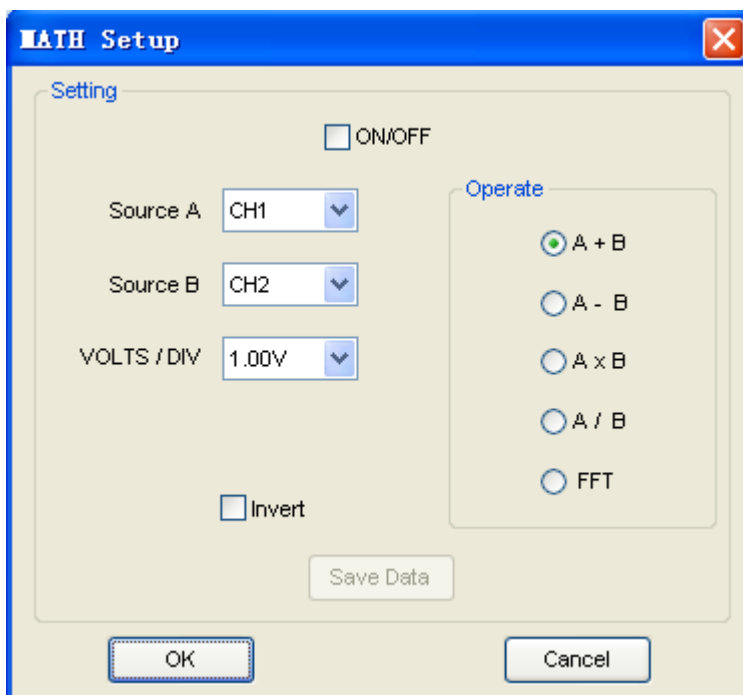 MATH Setup
Setting
ON/OFF
Source A CH1
Source B CH2
VOLTS / DIV 1.00V
Invert
Operate
A + B
A - B
A x B
A / B
FFT
Save Data
OK
Cancel